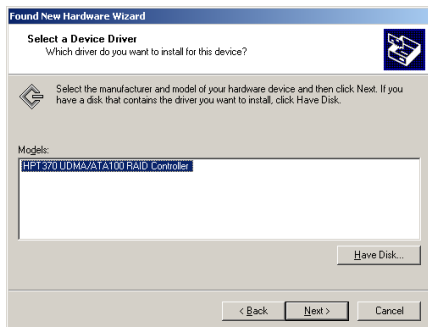 Found New Hardware Wizard
Select a Device Driver
Which driver do you want to install for this device?
Select the manufacturer and model of your hardware device and then click Next. If you
have a disk that contains the driver you want to install, click Have Disk.
Models:
HPT370 UDMA/ATA100 RAID Controller
Have Disk...
< Back Next > Cancel